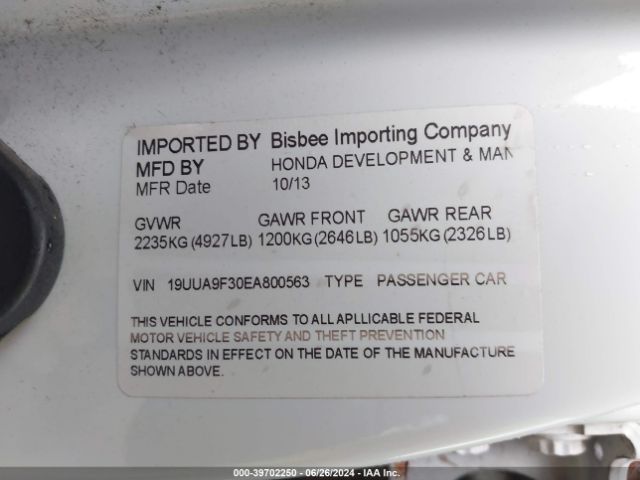 IMPORTED BY Bisbee Importing Company
MFD BY HONDA DEVELOPMENT & MAN
MFR Date 10/13
GVWR GAWR FRONT GAWR REAR
2235KG (4927LB) 1200KG (2646LB) 1055KG (2326LB)
VIN 19UUA9F30EA800563 TYPE PASSENGER CAR
THIS VEHICLE CONFORMS TO ALL APLLICABLE FEDERAL
MOTOR VEHICLE SAFETY AND THEFT PREVENTION
STANDARDS IN EFFECT ON THE DATE OF THE MANUFACTURE
SHOWN ABOVE.
000-39702250 - 06/26/2024 - IAA Inc.